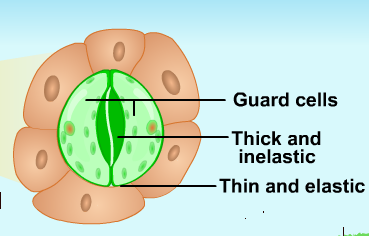 Guard cells
Thick and
inelastic
Thin and elastic